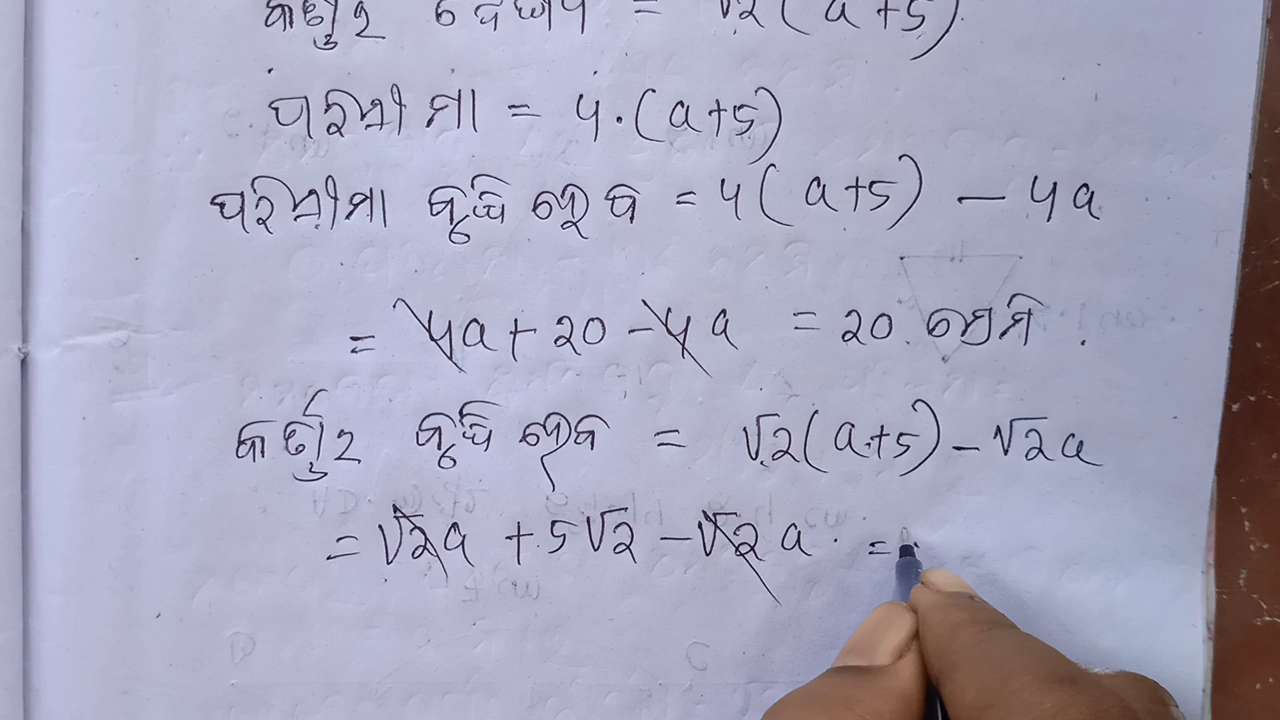 କର୍ଣ୍ଣର ଦୈର୍ଘ୍ୟ = √2(a+5)
ପରିସୀମା = 4.(a+5)
ପରିସୀମା ବୃଦ୍ଧି ହେବ = 4(a+5) - 4a
= 4a + 20 - 4a = 20 ସେମି.
କର୍ଣ୍ଣର ବୃଦ୍ଧି ହେବ = √2(a+5) - √2a
= √2a + 5√2 - √2a. =